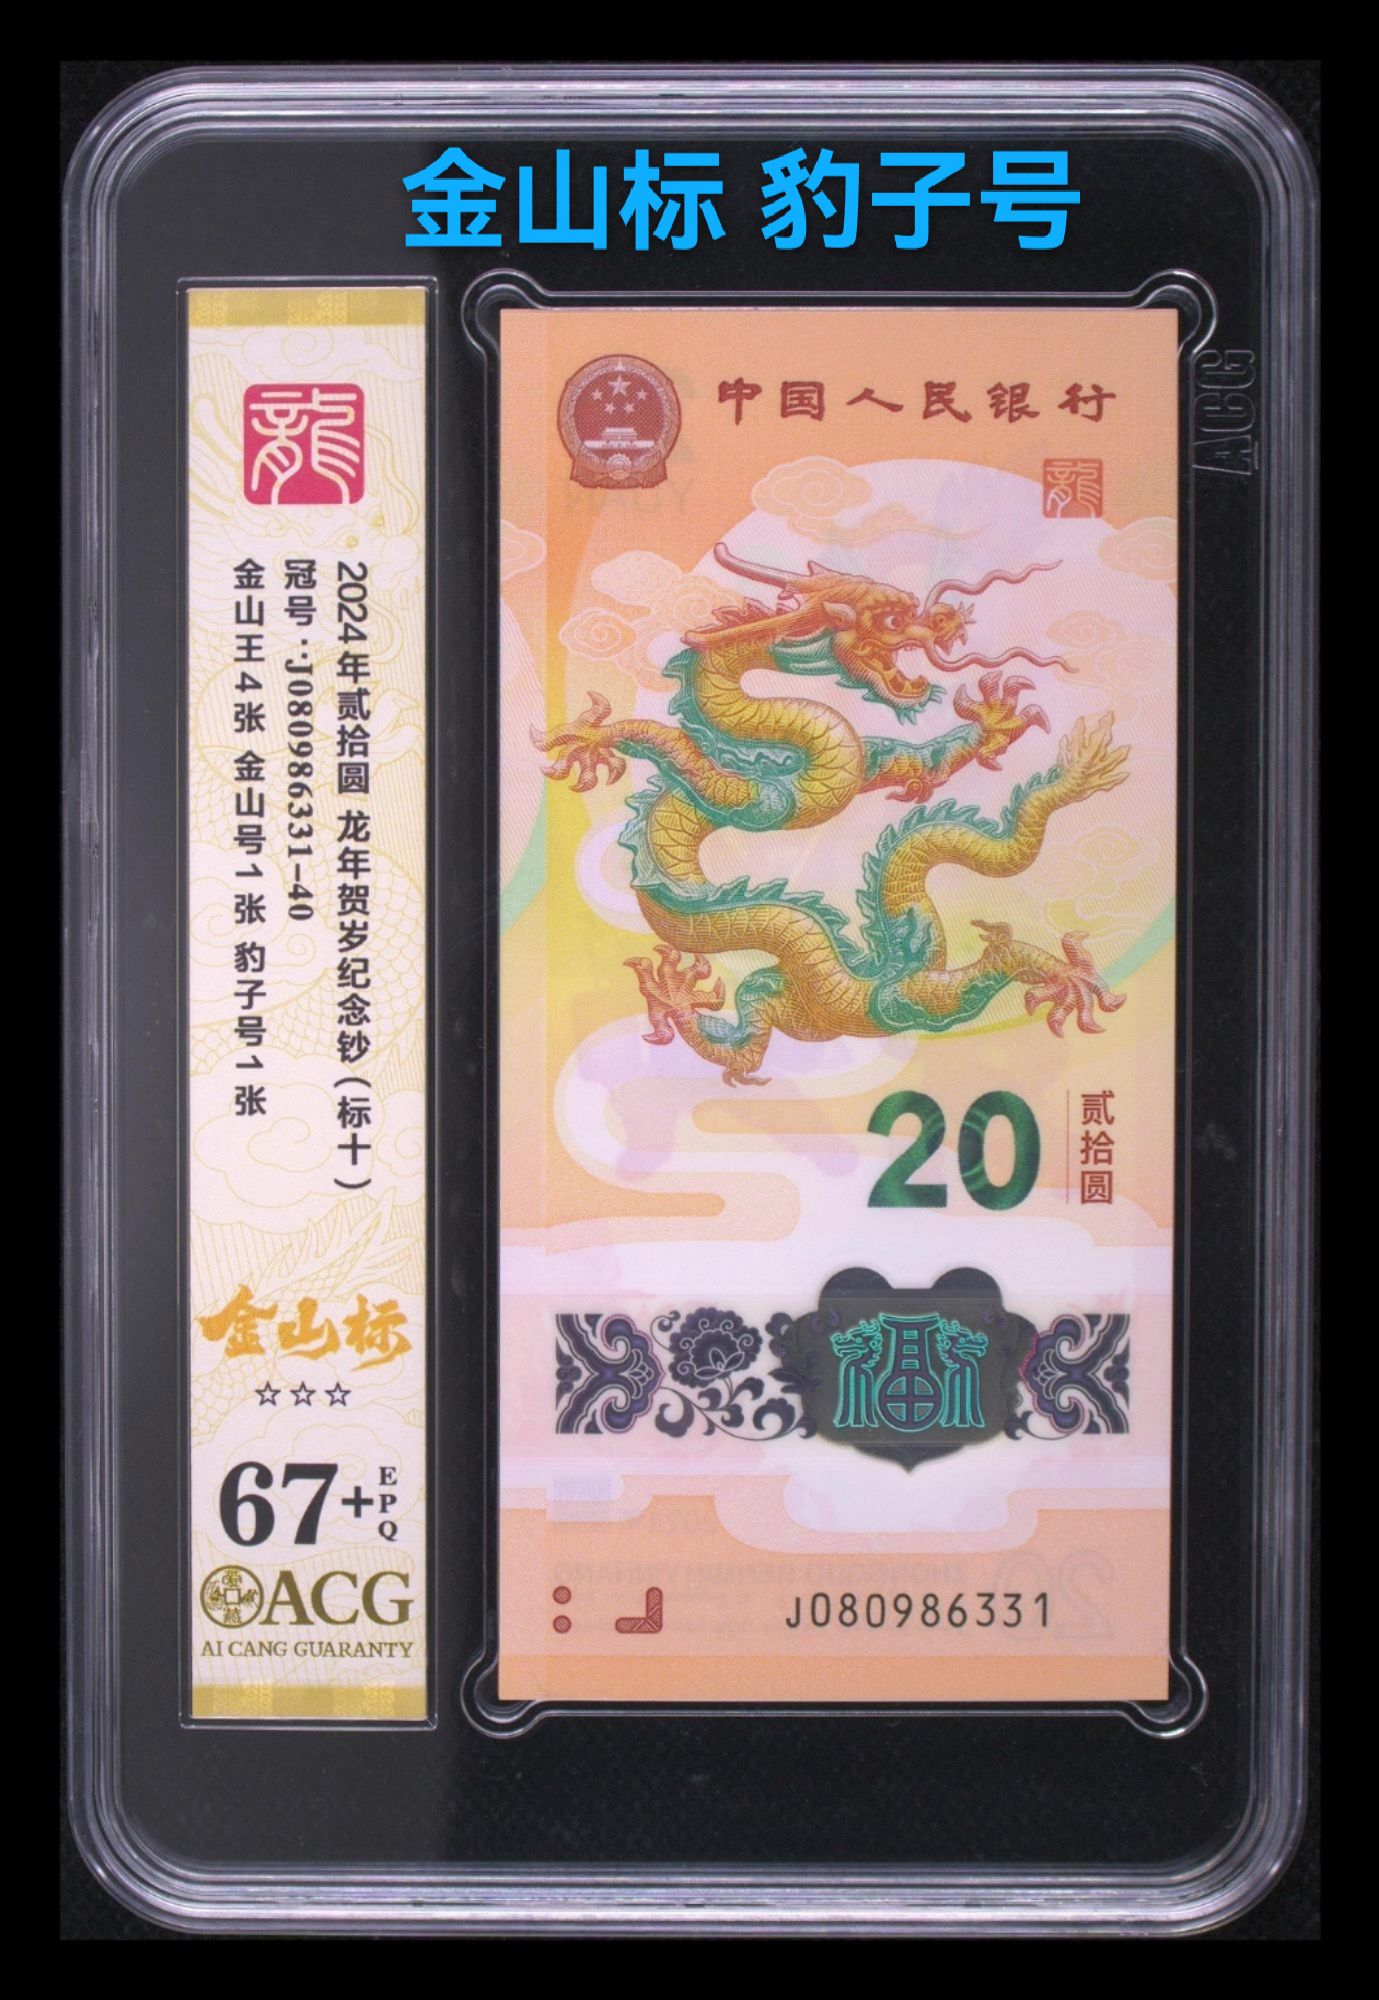 金山标 豹子号
龍
2024年贰拾圆 龙年贺岁纪念钞(标十)
冠号:J080986331-40
金山王4张 金山号1张 豹子号1张
金山标
☆☆☆
67+EPQ
ACG
AI CANG GUARANTY
中国人民银行
龍
20
贰拾圆
福
J080986331
ACG